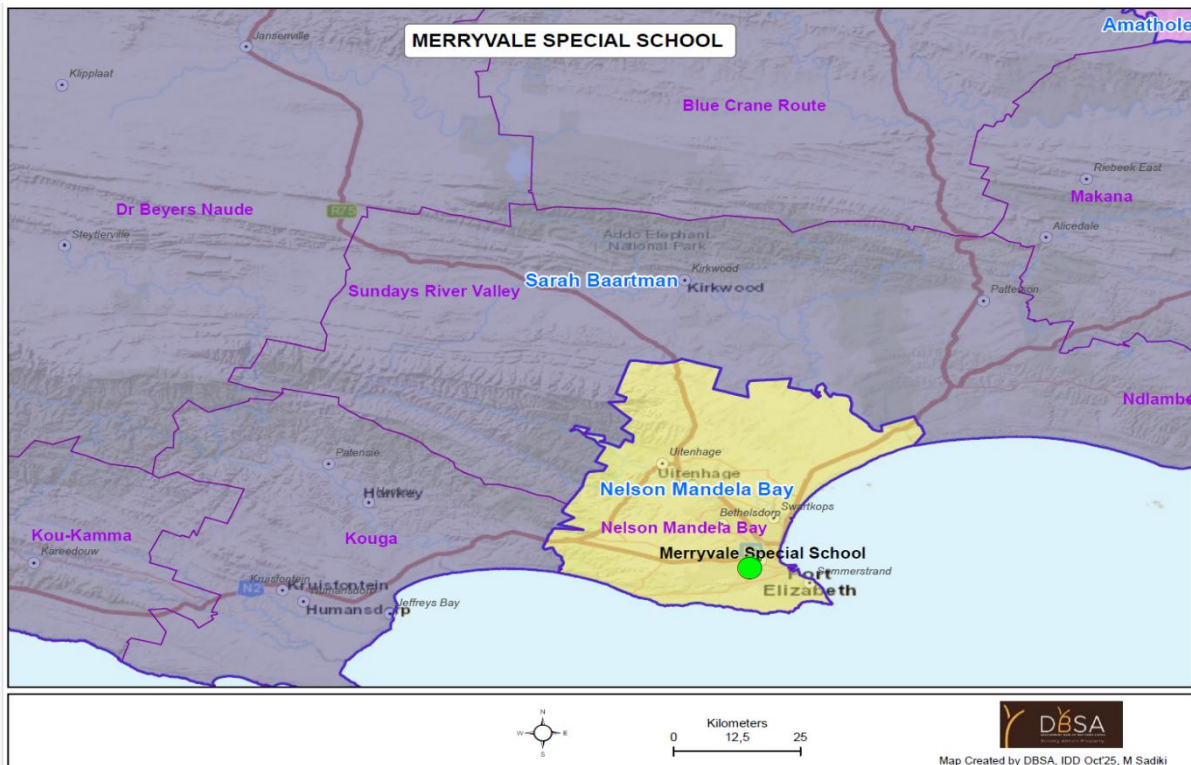 Amathole
MERRYVALE SPECIAL SCHOOL
Jansenville
Klipplaat
Blue Crane Route
Riebeek East
Makana
Dr Beyers Naude
R75
Alicedale
Steytlerville
Addo Elephant
National Park
Kirkwood
Sarah Baartman
Kirkwood
Sundays River Valley
Patterson
Ndlambe
Uitenhage
Patensie
Uitenhage
Nelson Mandela Bay
Hankey
Swartkops
Bethelsdorp
Nelson Mandela Bay
Kou-Kamma
Kouga
Merryvale Special School
Kareedouw
Summerstrand
Port
Elizabeth
Kruisfontein
Kruisfontein
N2
Humansdorp
Humansdorp
Jeffreys Bay
N
W
E
S
Kilometers
0 12,5 25
DBSA
Map Created by DBSA, IDD Oct'25, M Sadiki